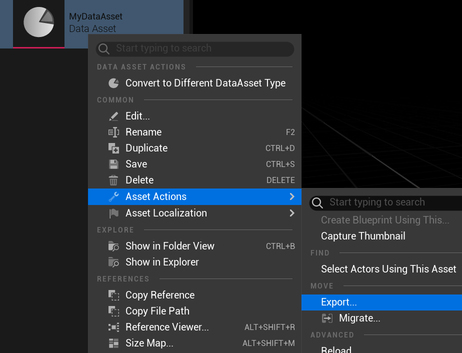 MyDataAsset
Data Asset
Start typing to search
DATA ASSET ACTIONS
Convert to Different DataAsset Type
COMMON
Edit...
Rename F2
Duplicate CTRL+D
Save CTRL+S
Delete DELETE
Asset Actions
Asset Localization
EXPLORE
Show in Folder View CTRL+B
Show in Explorer
REFERENCES
Copy Reference
Copy File Path
Reference Viewer... ALT+SHIFT+R
Size Map... ALT+SHIFT+M
Start typing to search
Create Blueprint Using This...
Capture Thumbnail
FIND
Select Actors Using This Asset
MOVE
Export...
Migrate...
ADVANCED
Reload